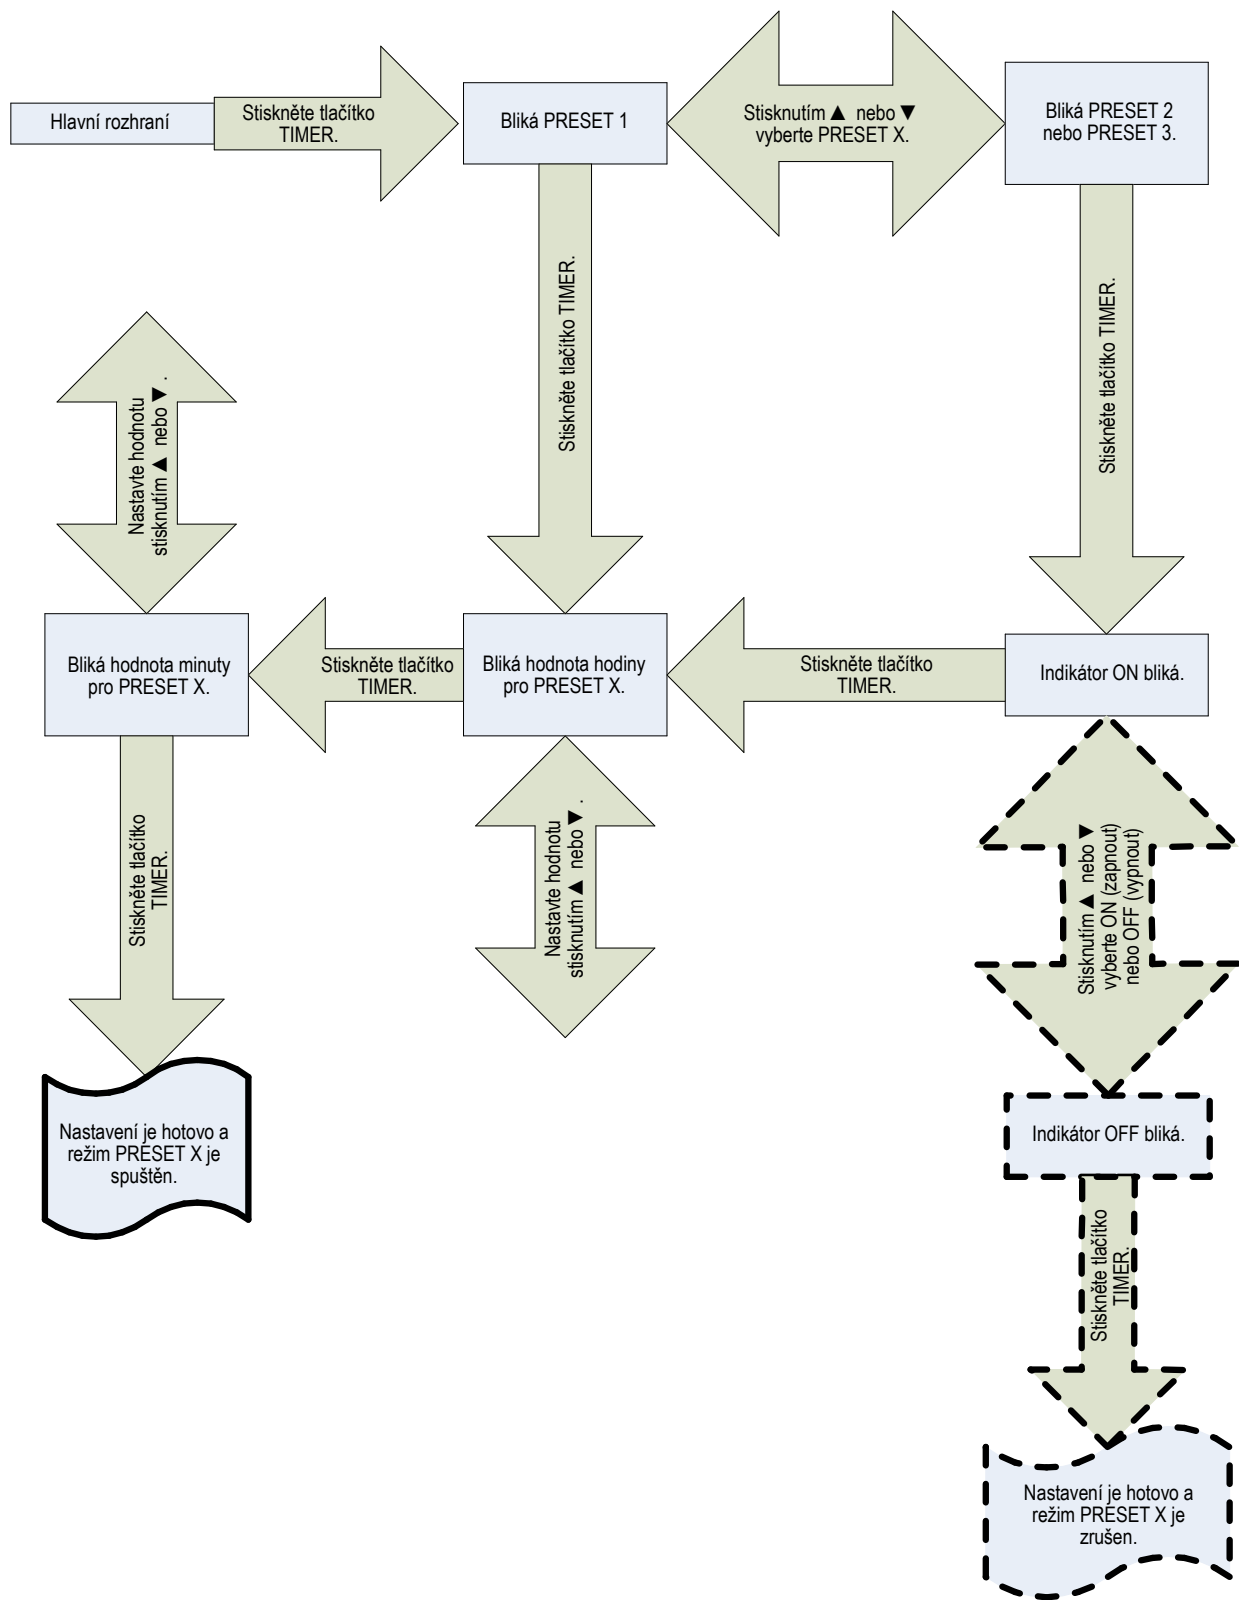 Hlavní rozhraní
Stiskněte tlačítko
TIMER.
Bliká PRESET 1
Stisknutím ▲ nebo ▼
vyberte PRESET X.
Bliká PRESET 2
nebo PRESET 3.
Stiskněte tlačítko TIMER.
Stiskněte tlačítko TIMER.
Nastavte hodnotu
stisknutím ▲ nebo ▼ .
Bliká hodnota minuty
pro PRESET X.
Stiskněte tlačítko
TIMER.
Bliká hodnota hodiny
pro PRESET X.
Stiskněte tlačítko
TIMER.
Indikátor ON bliká.
Stiskněte tlačítko
TIMER.
Nastavte hodnotu
stisknutím ▲ nebo ▼ .
Stisknutím ▲ nebo ▼
vyberte ON (zapnout)
nebo OFF (vypnout)
Nastavení je hotovo a
režim PRESET X je
spuštěn.
Indikátor OFF bliká.
Stiskněte tlačítko
TIMER.
Nastavení je hotovo a
režim PRESET X je
zrušen.